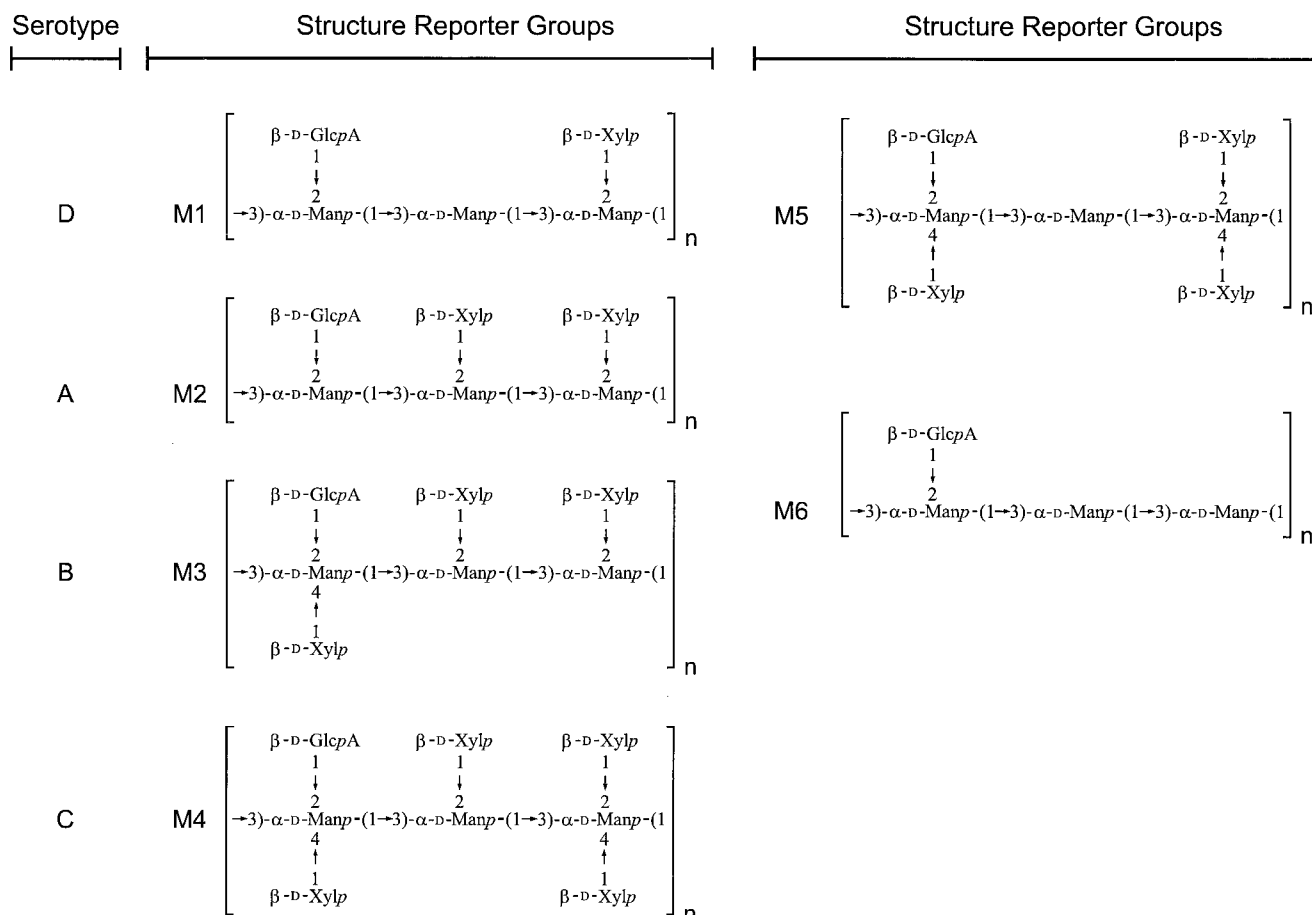 Serotype
Structure Reporter Groups
Structure Reporter Groups
D
M1
β-D-GlcpA
β-D-Xylp
1
1
↓
↓
2
2
→3)-α-D-Manp-(1→3)-α-D-Manp-(1→3)-α-D-Manp-(1
n
A
M2
β-D-GlcpA
β-D-Xylp
β-D-Xylp
1
1
1
↓
↓
↓
2
2
2
→3)-α-D-Manp-(1→3)-α-D-Manp-(1→3)-α-D-Manp-(1
n
B
M3
β-D-GlcpA
β-D-Xylp
β-D-Xylp
1
1
1
↓
↓
↓
2
2
2
→3)-α-D-Manp-(1→3)-α-D-Manp-(1→3)-α-D-Manp-(1
4
↑
1
β-D-Xylp
n
C
M4
β-D-GlcpA
β-D-Xylp
β-D-Xylp
1
1
1
↓
↓
↓
2
2
2
→3)-α-D-Manp-(1→3)-α-D-Manp-(1→3)-α-D-Manp-(1
4
4
↑
↑
1
1
β-D-Xylp
β-D-Xylp
n
M5
β-D-GlcpA
β-D-Xylp
1
1
↓
↓
2
2
→3)-α-D-Manp-(1→3)-α-D-Manp-(1→3)-α-D-Manp-(1
4
4
↑
↑
1
1
β-D-Xylp
β-D-Xylp
n
M6
β-D-GlcpA
1
↓
2
→3)-α-D-Manp-(1→3)-α-D-Manp-(1→3)-α-D-Manp-(1
n